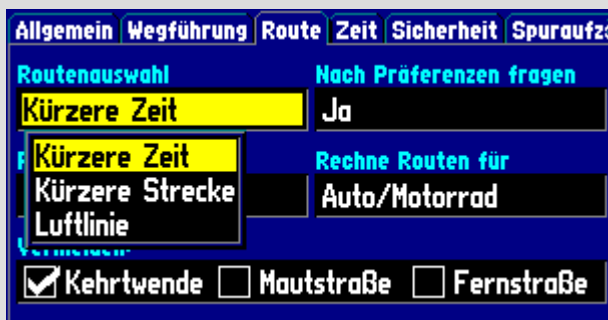 Allgemein Wegführung Route Zeit Sicherheit Spuraufz
Routenauswahl Nach Präferenzen fragen
Kürzere Zeit Ja
Kürzere Zeit Rechne Routen für
Kürzere Strecke Auto/Motorrad
Luftlinie
Kehrtwende Mautstraße Fernstraße